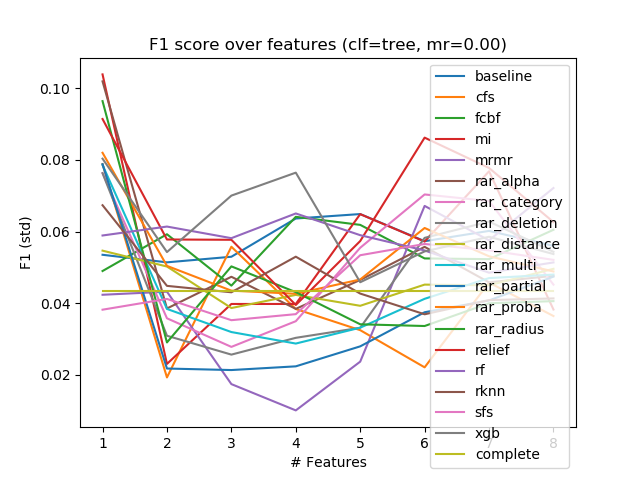 F1 score over features (clf=tree, mr=0.00)
F1 (std)
0.10
0.08
0.06
0.04
0.02
1 2 3 4 5 6 7 8
# Features
baseline
cfs
fcbf
mi
mrmr
rar_alpha
rar_category
rar_deletion
rar_distance
rar_multi
rar_partial
rar_proba
rar_radius
relief
rf
rknn
sfs
xgb
complete